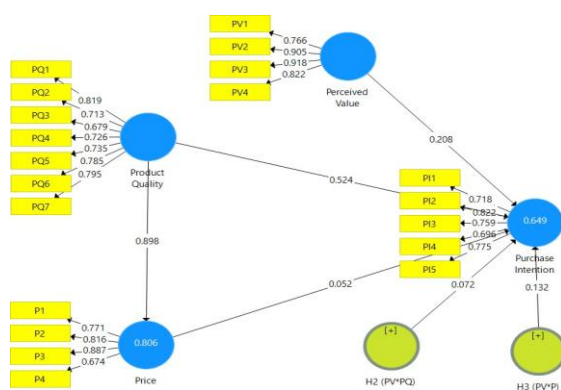 PV1
PV2
PV3
PV4
0.766
0.905
0.918
0.822
Perceived
Value
PQ1
PQ2
PQ3
PQ4
PQ5
PQ6
PQ7
0.819
0.713
0.679
0.726
0.735
0.785
0.795
Product
Quality
0.208
0.524
0.898
0.052
PI1
PI2
PI3
PI4
PI5
0.718
0.822
0.759
0.696
0.775
0.649
Purchase
Intention
0.072
0.132
P1
P2
P3
P4
0.771
0.816
0.887
0.674
0.806
Price
[+]
H2 (PV*PQ)
[+]
H3 (PV*P)